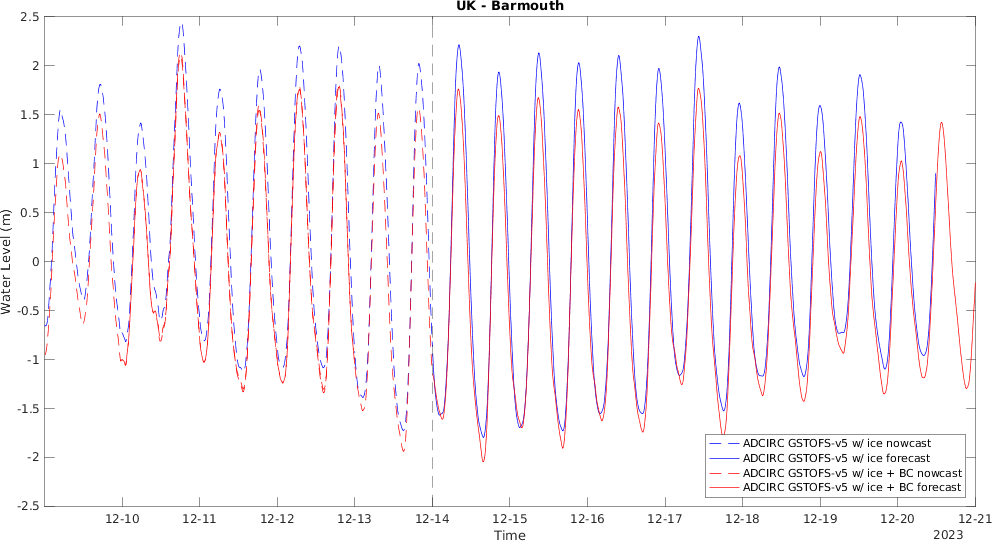 UK - Barmouth
2.5
2
1.5
1
0.5
0
-0.5
-1
-1.5
-2
-2.5
Water Level (m)
ADCIRC GSTOFS-v5 w/ ice nowcast
ADCIRC GSTOFS-v5 w/ ice forecast
ADCIRC GSTOFS-v5 w/ ice + BC nowcast
ADCIRC GSTOFS-v5 w/ ice + BC forecast
12-10 12-11 12-12 12-13 12-14 12-15 12-16 12-17 12-18 12-19 12-20 12-21
Time
2023